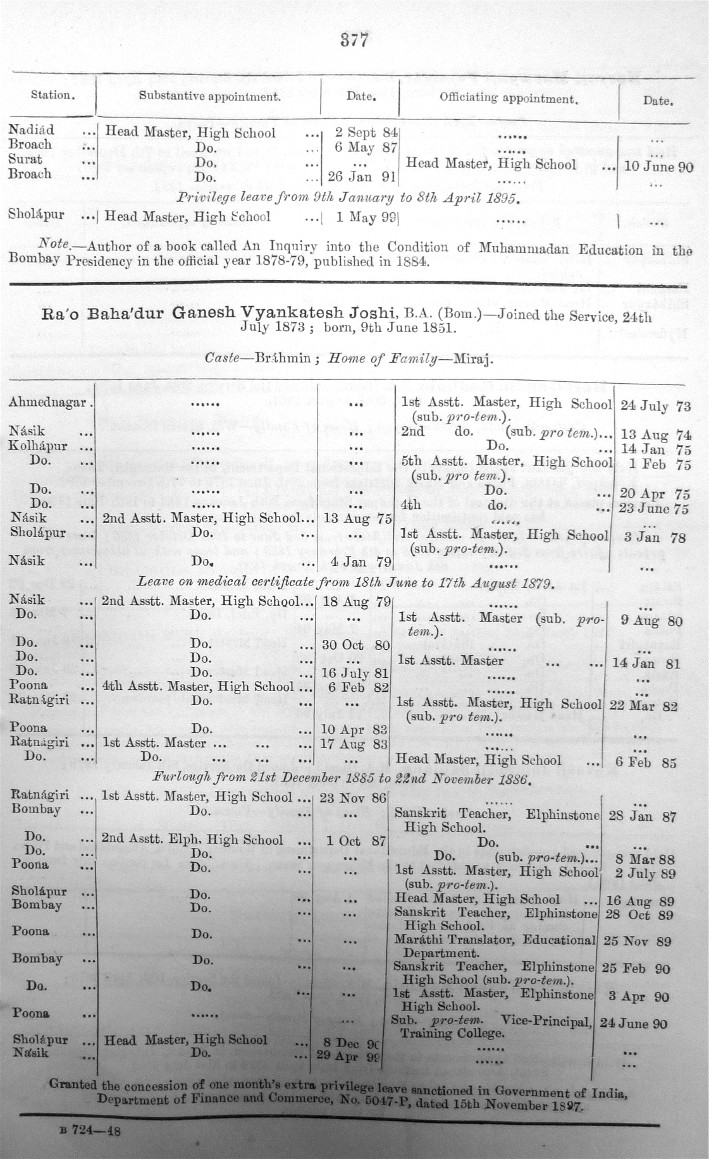 377
Station. Substantive appointment. Date. Officiating appointment. Date.
Nadiád ... Head Master, High School ... 2 Sept 84 ...... ...
Broach ... Do. ... 6 May 87 ...... ...
Surat ... Do. ... ... Head Master, High School ... 10 June 90
Broach ... Do. ... 26 Jan 91 ...... ...
Privilege leave from 9th January to 8th April 1895.
Sholápur ... Head Master, High School ... 1 May 99 ...... ...
Note.—Author of a book called An Inquiry into the Condition of Muhammadan Education in the
Bombay Presidency in the official year 1878-79, published in 1884.
Ra'o Baha'dur Ganesh Vyankatesh Joshi, B.A. (Bom.)—Joined the Service, 24th
July 1873 ; born, 9th June 1851.
Caste—Bráhmin ; Home of Family—Miraj.
Ahmednagar . ...... ... 1st Asstt. Master, High School 24 July 73
(sub. pro-tem.).
Násik ... ...... ... 2nd do. (sub. pro tem.)... 13 Aug 74
Kolhápur ... ...... ... Do. ... 14 Jan 75
Do. ... ...... ... 5th Asstt. Master, High School 1 Feb 75
(sub. pro tem.).
Do. ... ...... ... Do. ... 20 Apr 75
Do. ... ...... ... 4th do. ... 23 June 75
Násik ... 2nd Asstt. Master, High School... 13 Aug 75 ...... ...
Sholápur ... Do. ... ... 1st Asstt. Master, High School 3 Jan 78
(sub. pro-tem.).
Násik ... Do. ... 4 Jan 79 ...... ...
Leave on medical certificate from 18th June to 17th August 1879.
Násik ... 2nd Asstt. Master, High School... 18 Aug 79 ...... ...
Do. ... Do. ... ... 1st Asstt. Master (sub. pro- 9 Aug 80
tem.).
Do. ... Do. ... 30 Oct 80 ...... ...
Do. ... Do. ... ... 1st Asstt. Master ... ... 14 Jan 81
Do. ... Do. ... 16 July 81 ...... ...
Poona ... 4th Asstt. Master, High School ... 6 Feb 82 ...... ...
Ratnágiri ... Do. ... ... 1st Asstt. Master, High School 22 Mar 82
(sub. pro tem.).
Poona ... Do. ... 10 Apr 83 ...... ...
Ratnágiri ... 1st Asstt. Master ... ... ... 17 Aug 83 ...... ...
Do. ... Do. ... ... ... ... Head Master, High School ... 6 Feb 85
Furlough from 21st December 1885 to 22nd November 1886.
Ratnágiri ... 1st Asstt. Master, High School ... 23 Nov 86 ...... ...
Bombay ... Do. ... ... Sanskrit Teacher, Elphinstone 28 Jan 87
High School.
Do. ... 2nd Asstt. Elph. High School ... 1 Oct 87 Do. ... ...
Do. ... Do. ... ... Do. (sub. pro-tem.)... 8 Mar 88
Poona ... Do. ... ... 1st Asstt. Master, High School 2 July 89
(sub. pro-tem.).
Sholápur ... Do. ... ... Head Master, High School ... 16 Aug 89
Bombay ... Do. ... ... Sanskrit Teacher, Elphinstone 28 Oct 89
High School.
Poona ... Do. ... ... Maráthi Translator, Educational 25 Nov 89
Department.
Bombay ... Do. ... ... Sanskrit Teacher, Elphinstone 25 Feb 90
High School (sub. pro-tem.).
Do. ... Do. ... ... 1st Asstt. Master, Elphinstone 3 Apr 90
High School.
Poona ... ...... ... Sub. pro-tem. Vice-Principal, 24 June 90
Training College.
Sholápur ... Head Master, High School ... 8 Dec 90 ...... ...
Násik ... Do. ... 29 Apr 99 ...... ...
Granted the concession of one month's extra privilege leave sanctioned in Government of India,
Department of Finance and Commerce, No. 5047-P, dated 15th November 1897.
B 724—48